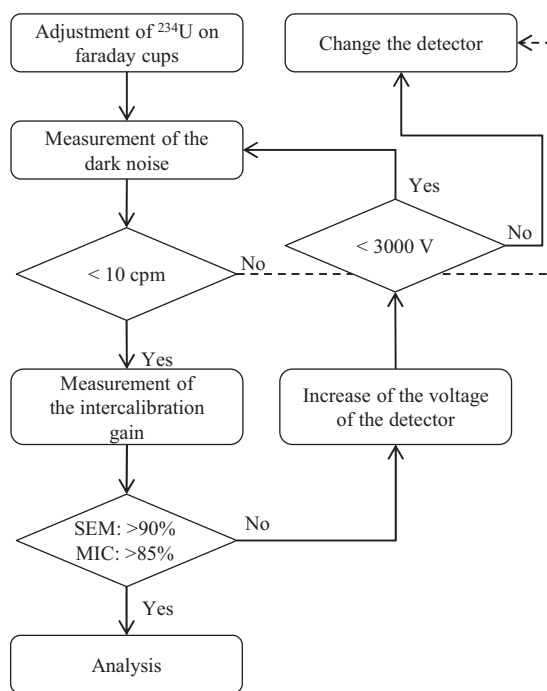 Adjustment of ²³⁴U on
faraday cups
Change the detector
Measurement of the
dark noise
Yes
< 3000 V
No
< 10 cpm
No
Yes
Measurement of
the intercalibration
gain
Increase of the voltage
of the detector
SEM: >90%
MIC: >85%
No
Yes
Analysis